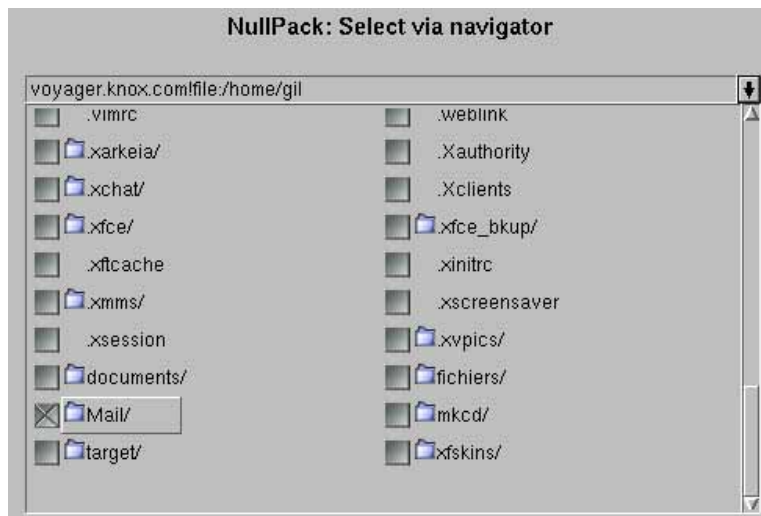 NullPack: Select via navigator
voyager.knox.com!file:/home/gil
.vimrc .weblink
.xarkeia/ .Xauthority
.xchat/ .Xclients
.xfce/ .xfce_bkup/
.xftcache .xinitrc
.xmms/ .xscreensaver
.xsession .xvpics/
documents/ fichiers/
Mail/ mkcd/
target/ xfskins/